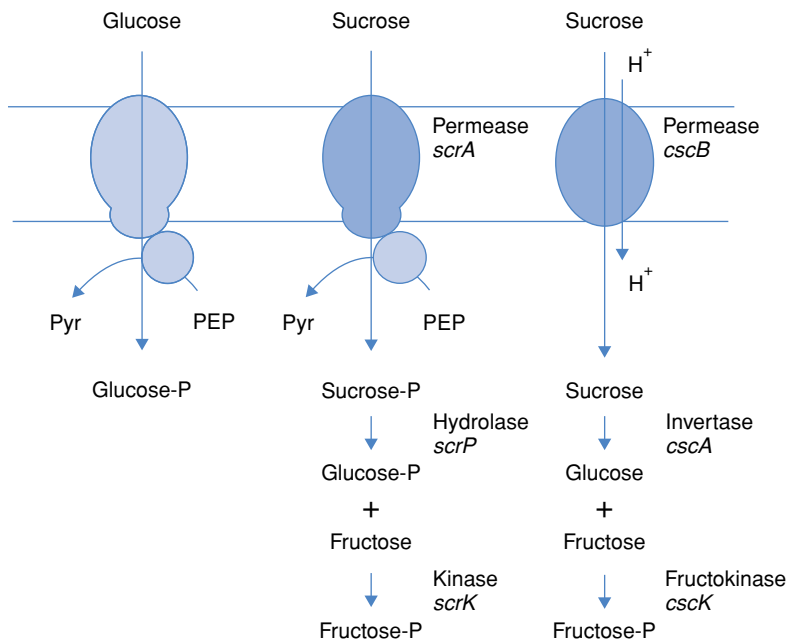 Glucose
Sucrose
Sucrose
H+
Permease
scrA
Permease
cscB
H+
Pyr
PEP
Pyr
PEP
Glucose-P
Sucrose-P
Sucrose
Hydrolase
scrP
Invertase
cscA
Glucose-P
Glucose
+
+
Fructose
Fructose
Kinase
scrK
Fructokinase
cscK
Fructose-P
Fructose-P